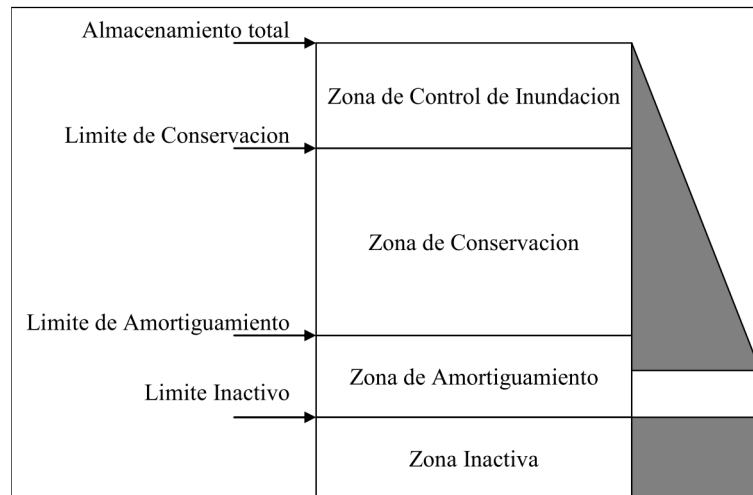 Almacenamiento total
Zona de Control de Inundacion
Limite de Conservacion
Zona de Conservacion
Limite de Amortiguamiento
Zona de Amortiguamiento
Limite Inactivo
Zona Inactiva